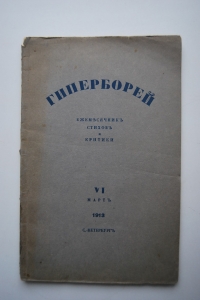 ГИПЕРБОРЕЙ
ЕЖЕМѢСЯЧНИКЪ
СТИХОВЪ
и
КРИТИКИ
VI
МАРТЪ
1913
С. ПЕТЕРБУРГЪ.